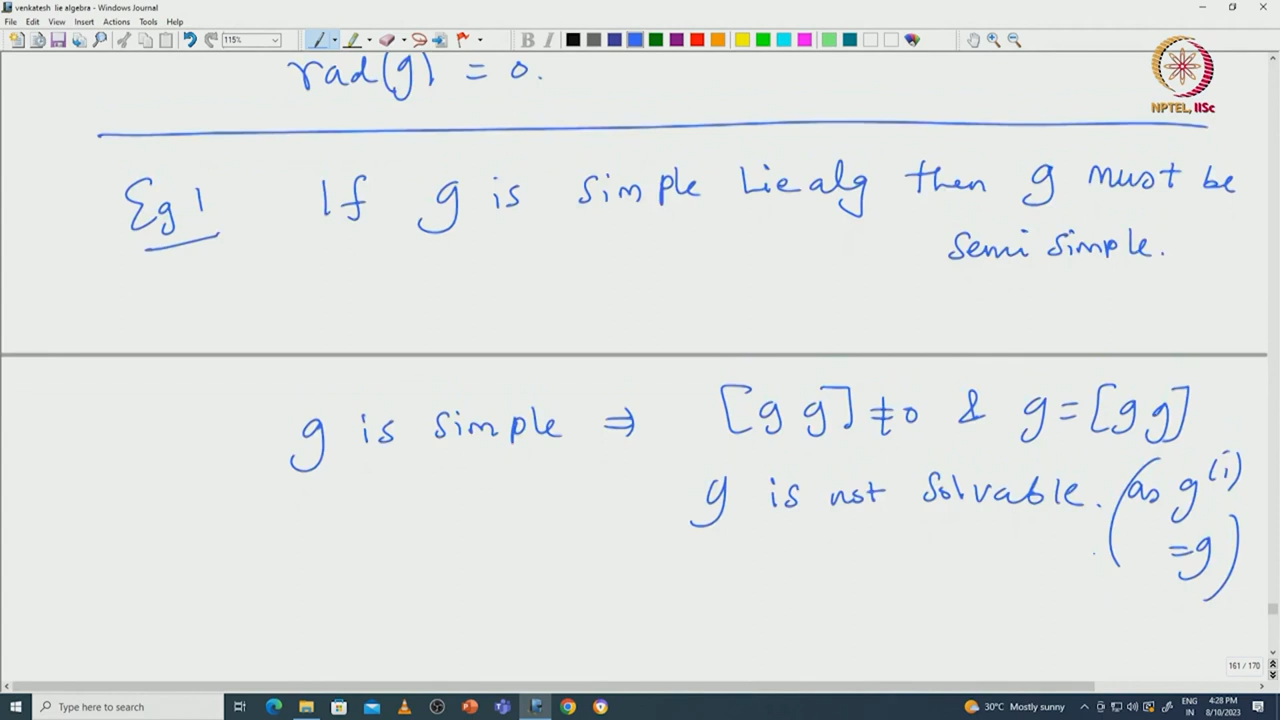 venkatesh lie algebra - Windows Journal
File Edit View Insert Actions Tools Help
115%
B I
NPTEL, IISc
rad(g) = 0.
Eg 1 If g is simple Lie alg then g must be
semi simple.
g is simple ⇒ [g g] ≠ 0 & g = [g g]
g is not solvable. (as g^(i)
= g)
161 / 170
Type here to search
30°C Mostly sunny
ENG
IN
4:28 PM
8/10/2023